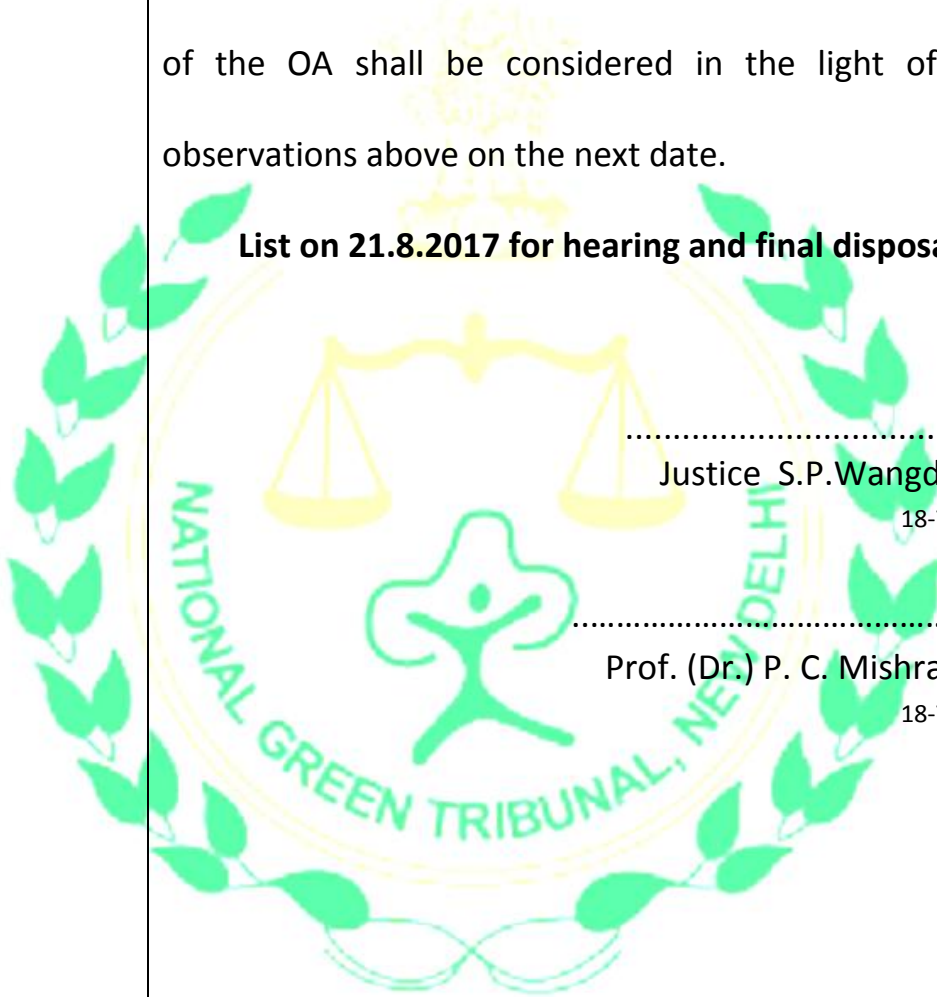 of the OA shall be considered in the light of
observations above on the next date.
List on 21.8.2017 for hearing and final disposa
........................................
Justice S.P.Wangd
18-
........................................
Prof. (Dr.) P. C. Mishra
18-
NATIONAL GREEN TRIBUNAL, NEW DELHI